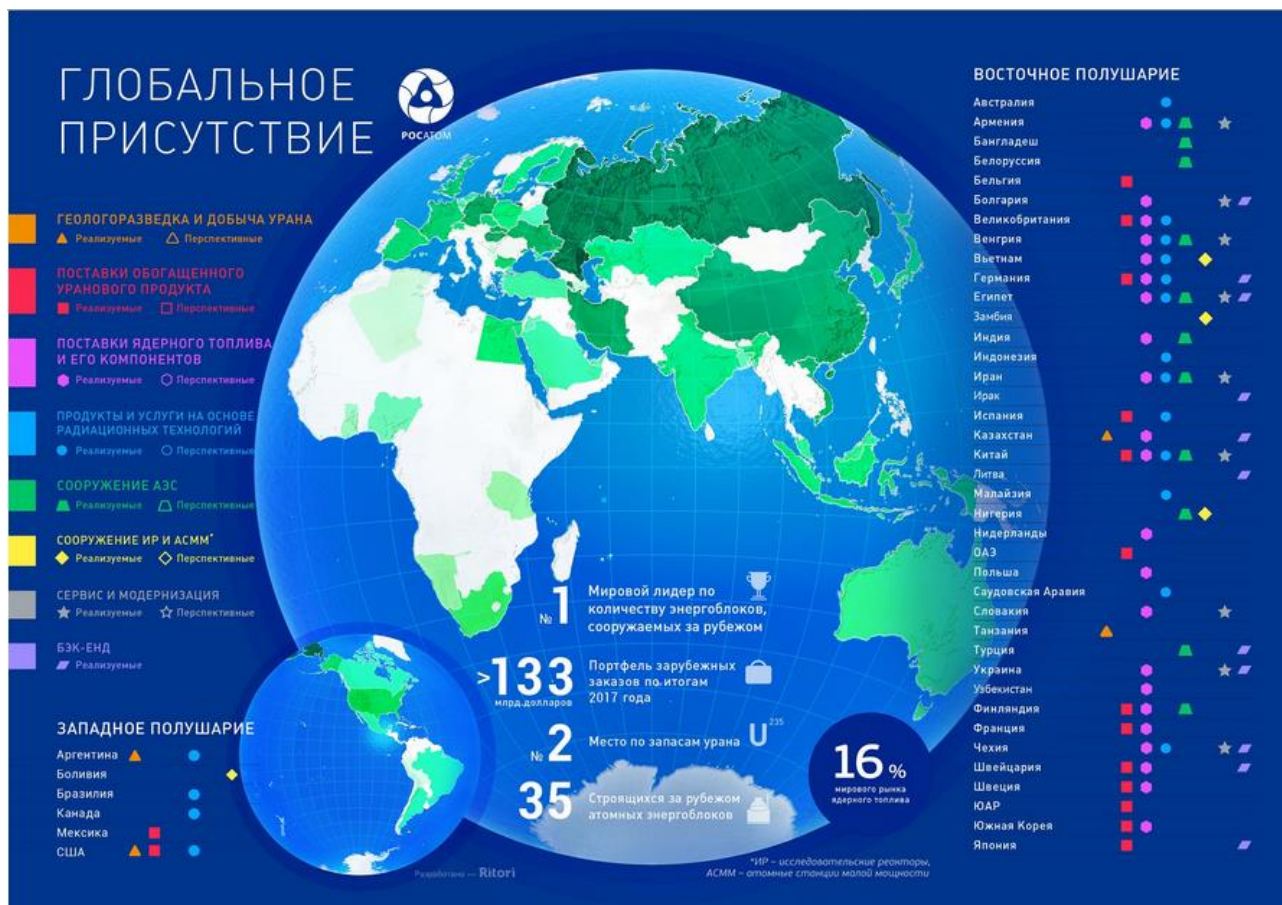 ГЛОБАЛЬНОЕ
ПРИСУТСТВИЕ
РОСАТОМ
ГЕОЛОГОРАЗВЕДКА И ДОБЫЧА УРАНА
Реализуемые Перспективные
ПОСТАВКИ ОБОГАЩЕННОГО
УРАНОВОГО ПРОДУКТА
Реализуемые Перспективные
ПОСТАВКИ ЯДЕРНОГО ТОПЛИВА
И ЕГО КОМПОНЕНТОВ
Реализуемые Перспективные
ПРОДУКТЫ И УСЛУГИ НА ОСНОВЕ
РАДИАЦИОННЫХ ТЕХНОЛОГИЙ
Реализуемые Перспективные
СООРУЖЕНИЕ АЭС
Реализуемые Перспективные
СООРУЖЕНИЕ ИР И АСММ*
Реализуемые Перспективные
СЕРВИС И МОДЕРНИЗАЦИЯ
Реализуемые Перспективные
БЭК-ЕНД
Реализуемые
ЗАПАДНОЕ ПОЛУШАРИЕ
Аргентина
Боливия
Бразилия
Канада
Мексика
США
№1
Мировой лидер по
количеству энергоблоков,
сооружаемых за рубежом
>133
млрд.долларов
Портфель зарубежных
заказов по итогам
2017 года
№2
Место по запасам урана
U235
35
Строящихся за рубежом
атомных энергоблоков
16 %
мирового рынка
ядерного топлива
Разработано — Ritori
*ИР – исследовательские реакторы,
АСММ – атомные станции малой мощности
ВОСТОЧНОЕ ПОЛУШАРИЕ
Австралия
Армения
Бангладеш
Белоруссия
Бельгия
Болгария
Великобритания
Венгрия
Вьетнам
Германия
Египет
Замбия
Индия
Индонезия
Иран
Ирак
Испания
Казахстан
Китай
Литва
Малайзия
Нигерия
Нидерланды
ОАЭ
Польша
Саудовская Аравия
Словакия
Танзания
Турция
Украина
Узбекистан
Финляндия
Франция
Чехия
Швейцария
Швеция
ЮАР
Южная Корея
Япония